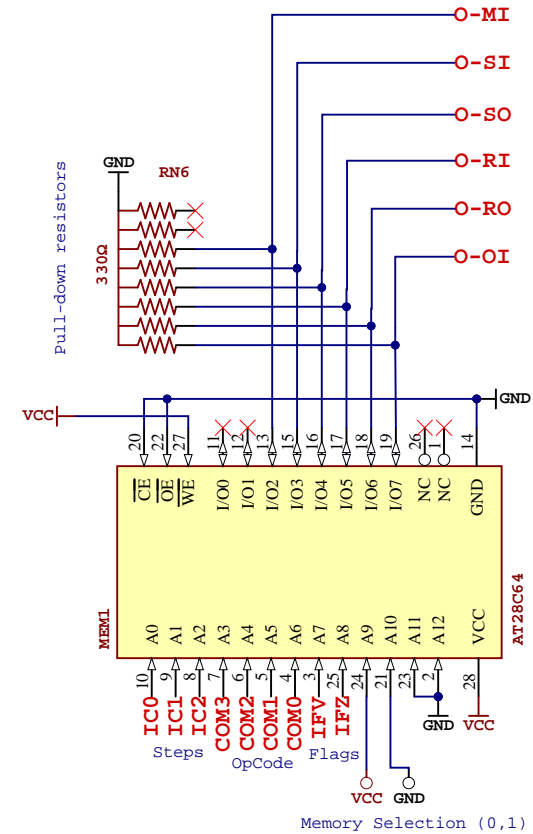 O-MI
O-SI
O-SO
O-RI
O-RO
O-OI
GND
RN6
Pull-down resistors
330Ω
GND
VCC
20
22
27
11
12
13
15
16
17
18
19
26
1
14
CE
OE
WE
I/O0
I/O1
I/O2
I/O3
I/O4
I/O5
I/O6
I/O7
NC
NC
GND
MEM1
AT28C64
A0
A1
A2
A3
A4
A5
A6
A7
A8
A9
A10
A11
A12
VCC
10
9
8
7
6
5
4
3
25
24
21
23
2
28
IC0
IC1
IC2
COM3
COM2
COM1
COM0
IFV
IFZ
GND
VCC
Steps
OpCode
Flags
VCC
GND
Memory Selection (0,1)